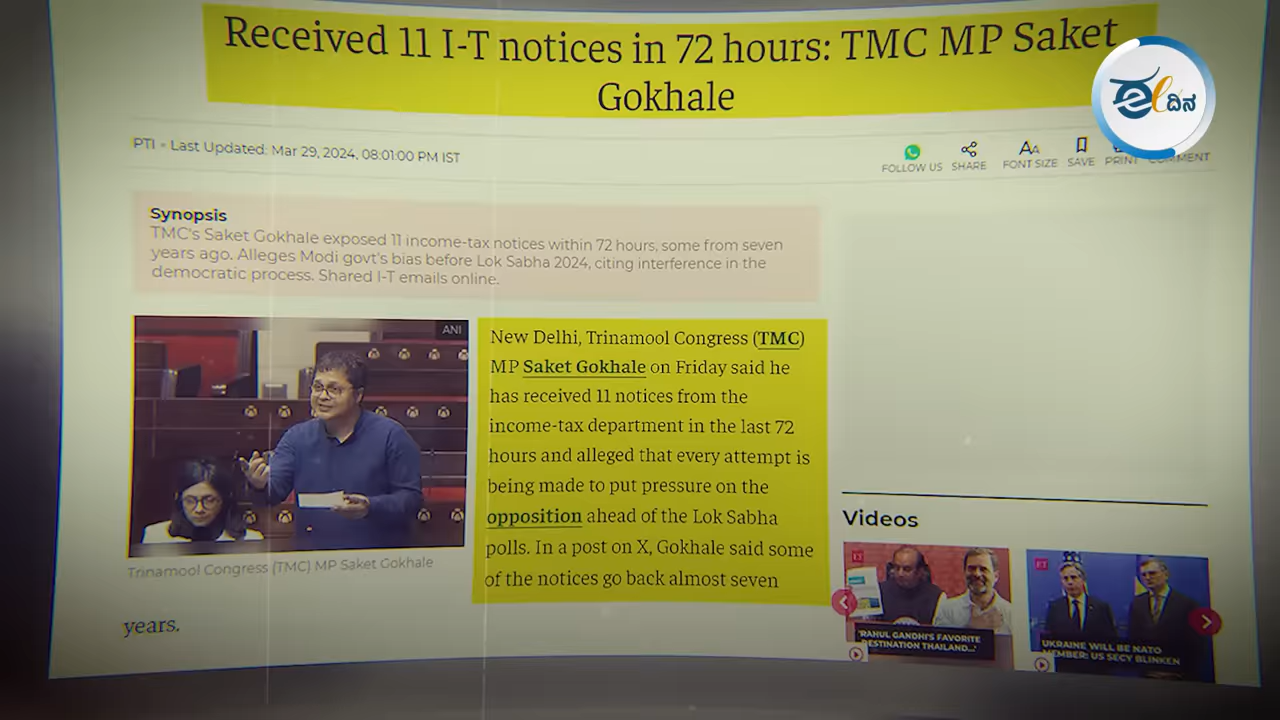 Received 11 I-T notices in 72 hours: TMC MP Saket
Gokhale
ದಿನ
PTI • Last Updated: Mar 29, 2024, 08:01:00 PM IST
FOLLOW US SHARE FONT SIZE SAVE PRINT
Synopsis
TMC's Saket Gokhale exposed 11 income-tax notices within 72 hours, some from seven
years ago. Alleges Modi govt's bias before Lok Sabha 2024, citing interference in the
democratic process. Shared I-T emails online.
ANI
Trinamool Congress (TMC) MP Saket Gokhale
New Delhi, Trinamool Congress (TMC)
MP Saket Gokhale on Friday said he
has received 11 notices from the
income-tax department in the last 72
hours and alleged that every attempt is
being made to put pressure on the
opposition ahead of the Lok Sabha
polls. In a post on X, Gokhale said some
of the notices go back almost seven
years.
Videos
ET
'RAHUL GANDHI'S FAVORITE
DESTINATION THAILAND...'
ET
UKRAINE WILL BE NATO
MEMBER: US SECY BLINKEN